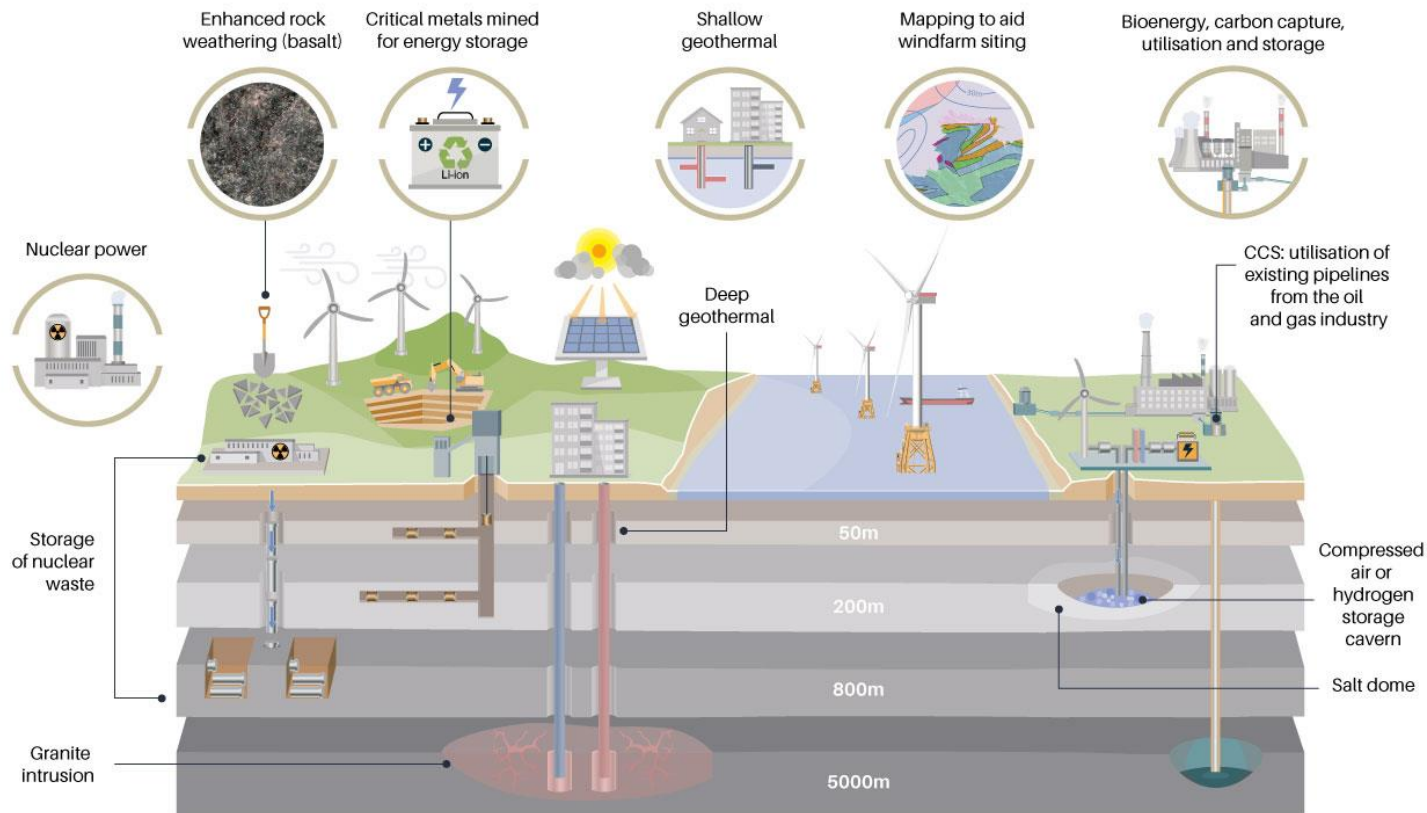 Enhanced rock
weathering (basalt)
Critical metals mined
for energy storage
Shallow
geothermal
Mapping to aid
windfarm siting
Bioenergy, carbon capture,
utilisation and storage
Li-ion
Nuclear power
Deep
geothermal
CCS: utilisation of
existing pipelines
from the oil
and gas industry
Storage
of nuclear
waste
50m
200m
800m
5000m
Compressed
air or
hydrogen
storage
cavern
Salt dome
Granite
intrusion